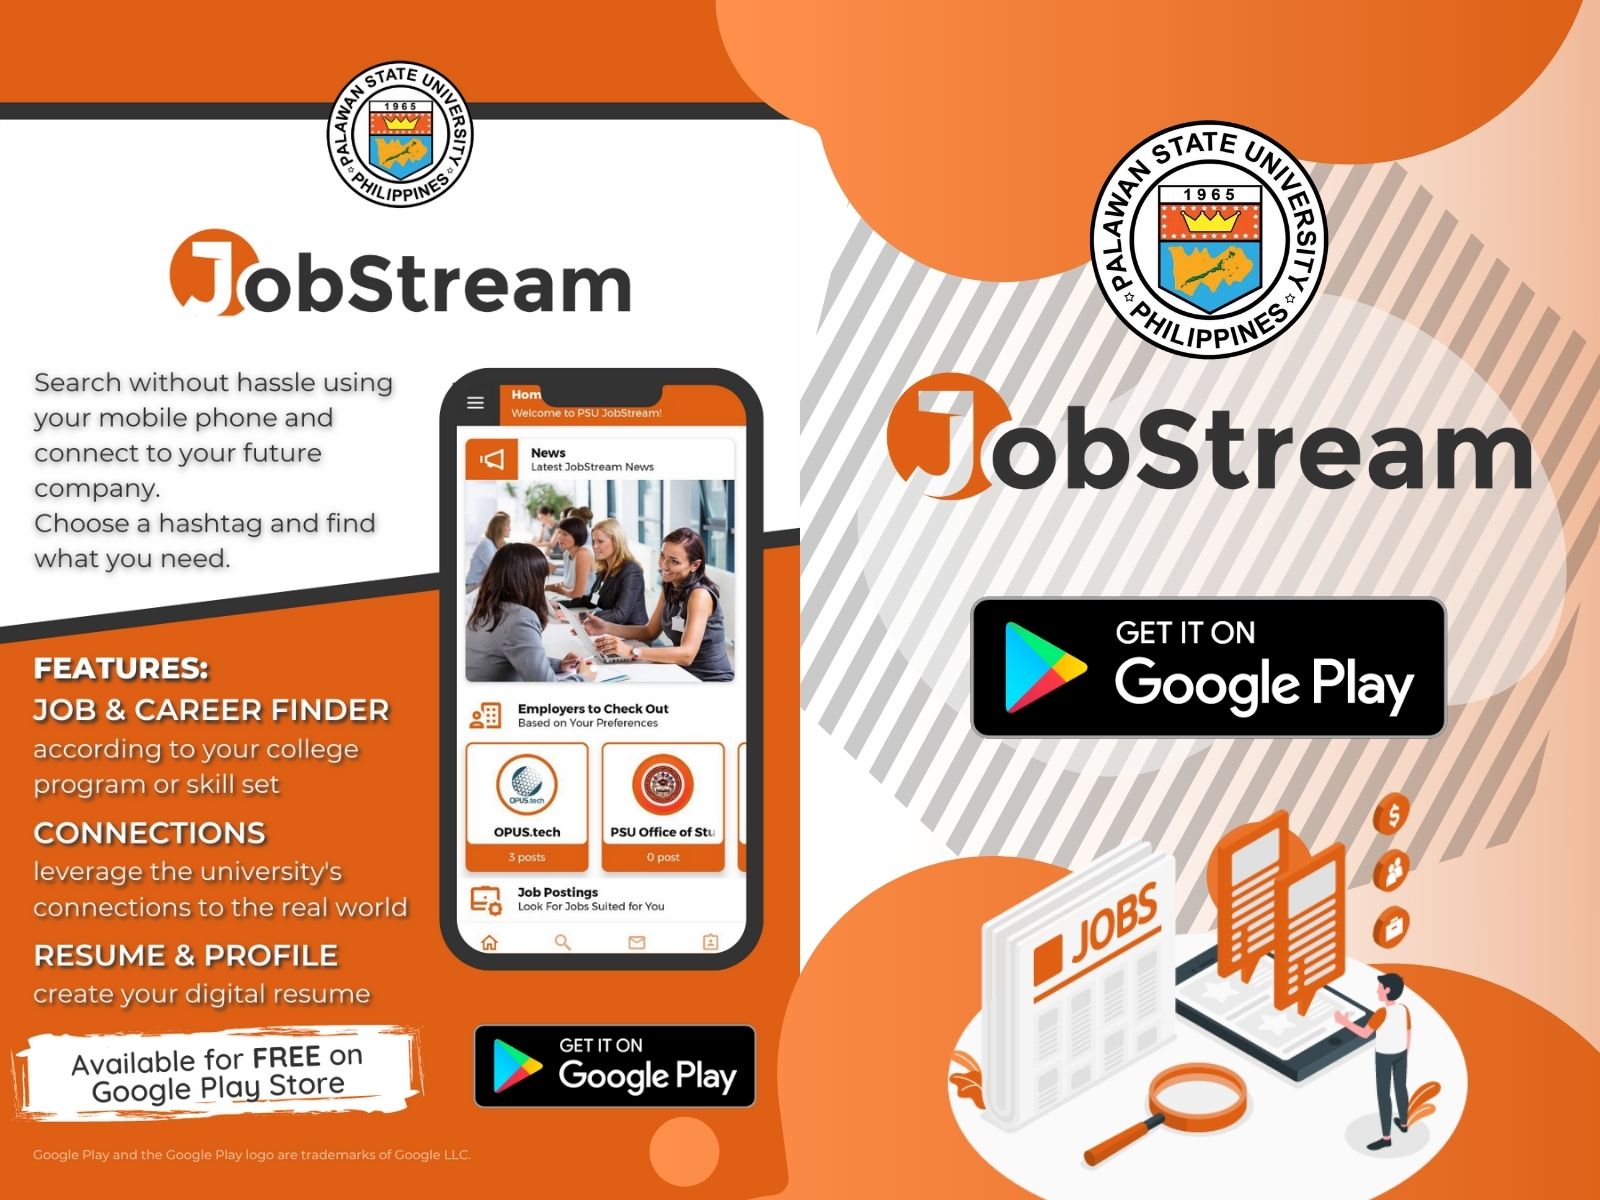 PALAWAN STATE UNIVERSITY
PHILIPPINES
1965
JobStream
Search without hassle using
your mobile phone and
connect to your future
company.
Choose a hashtag and find
what you need.
FEATURES:
JOB & CAREER FINDER
according to your college
program or skill set
CONNECTIONS
leverage the university's
connections to the real world
RESUME & PROFILE
create your digital resume
Available for FREE on
Google Play Store
Google Play and the Google Play logo are trademarks of Google LLC.
Hom
Welcome to PSU JobStream!
News
Latest JobStream News
Employers to Check Out
Based on Your Preferences
OPUS.tech
OPUS.tech
3 posts
PSU Office of Stu
0 post
Job Postings
Look For Jobs Suited for You
GET IT ON
Google Play
PALAWAN STATE UNIVERSITY
PHILIPPINES
1965
JobStream
GET IT ON
Google Play
JOBS
$